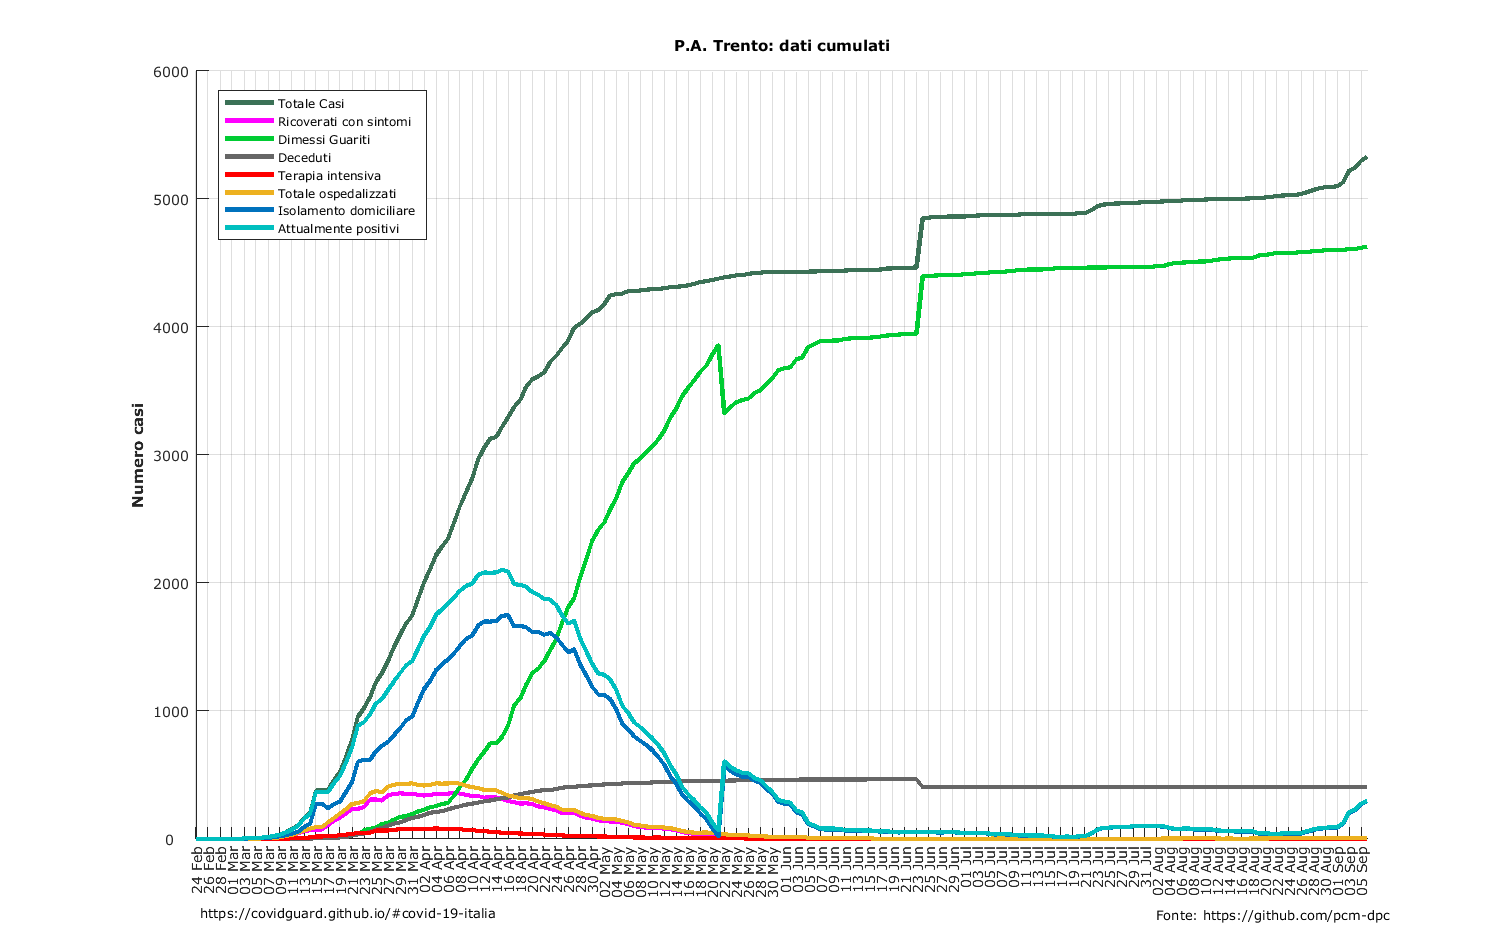 P.A. Trento: dati cumulati
6000
5000
4000
3000
2000
1000
0
Numero casi
Totale Casi
Ricoverati con sintomi
Dimessi Guariti
Deceduti
Terapia intensiva
Totale ospedalizzati
Isolamento domiciliare
Attualmente positivi
24 Feb
26 Feb
28 Feb
01 Mar
03 Mar
05 Mar
07 Mar
09 Mar
11 Mar
13 Mar
15 Mar
17 Mar
19 Mar
21 Mar
23 Mar
25 Mar
27 Mar
29 Mar
31 Mar
02 Apr
04 Apr
06 Apr
08 Apr
10 Apr
12 Apr
14 Apr
16 Apr
18 Apr
20 Apr
22 Apr
24 Apr
26 Apr
28 Apr
30 Apr
02 May
04 May
06 May
08 May
10 May
12 May
14 May
16 May
18 May
20 May
22 May
24 May
26 May
28 May
30 May
01 Jun
03 Jun
05 Jun
07 Jun
09 Jun
11 Jun
13 Jun
15 Jun
17 Jun
19 Jun
21 Jun
23 Jun
25 Jun
27 Jun
29 Jun
01 Jul
03 Jul
05 Jul
07 Jul
09 Jul
11 Jul
13 Jul
15 Jul
17 Jul
19 Jul
21 Jul
23 Jul
25 Jul
27 Jul
29 Jul
31 Jul
02 Aug
04 Aug
06 Aug
08 Aug
10 Aug
12 Aug
14 Aug
16 Aug
18 Aug
20 Aug
22 Aug
24 Aug
26 Aug
28 Aug
30 Aug
01 Sep
03 Sep
05 Sep
https://covidguard.github.io/#covid-19-italia
Fonte: https://github.com/pcm-dpc